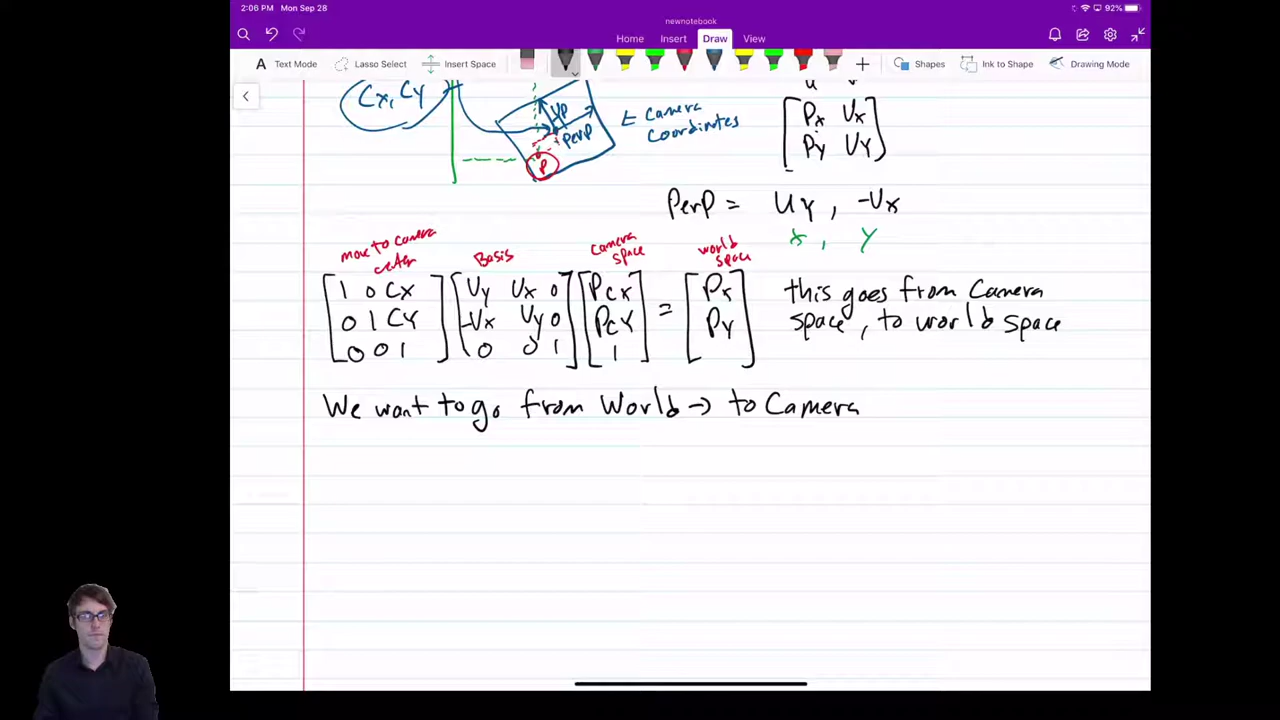 2:06 PM Mon Sep 28
92%
newnotebook
Home Insert Draw View
Text Mode Lasso Select Insert Space Shapes Ink to Shape Drawing Mode
Cx, Cy
UP
PerP
P
← Camera
Coordinates
u v
Px Ux
Py Uy
PerP = Uy, -Ux
x, y
move to camera
center
Basis
camera
space
world
space
1 0 Cx Uy Ux 0 PCX Px
0 1 CY -Ux Uy 0 PCY = Py
0 0 1 0 0 1 1
this goes from Camera
space, to world space
We want to go from World → to Camera